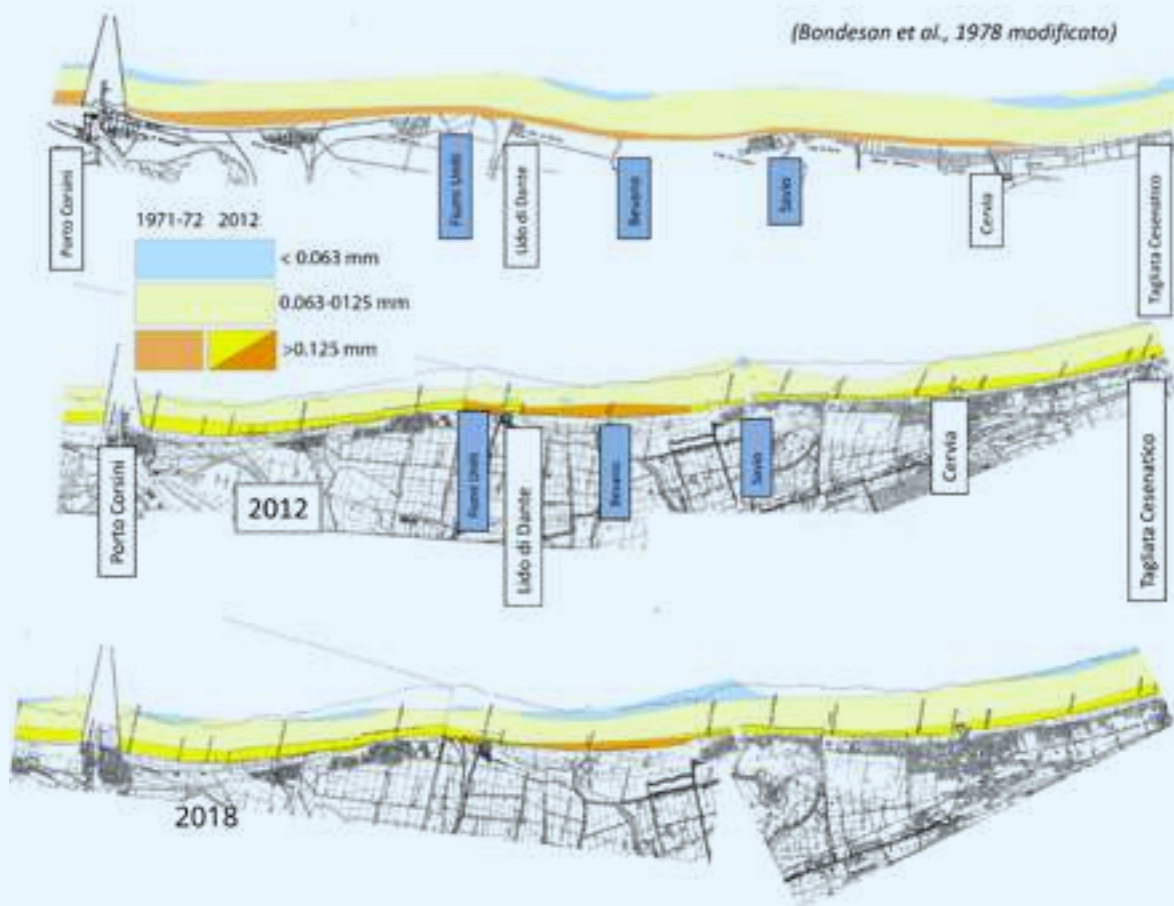 (Bondesan et al., 1978 modificato)
Porto Corsini
Fiumi Uniti
Lido di Dante
Bevano
Savio
Cervia
Tagliata Cesenatico
1971-72 2012
< 0.063 mm
0.063-0125 mm
>0.125 mm
Porto Corsini
2012
Fiumi Uniti
Lido di Dante
Bevano
Savio
Cervia
Tagliata Cesenatico
2018